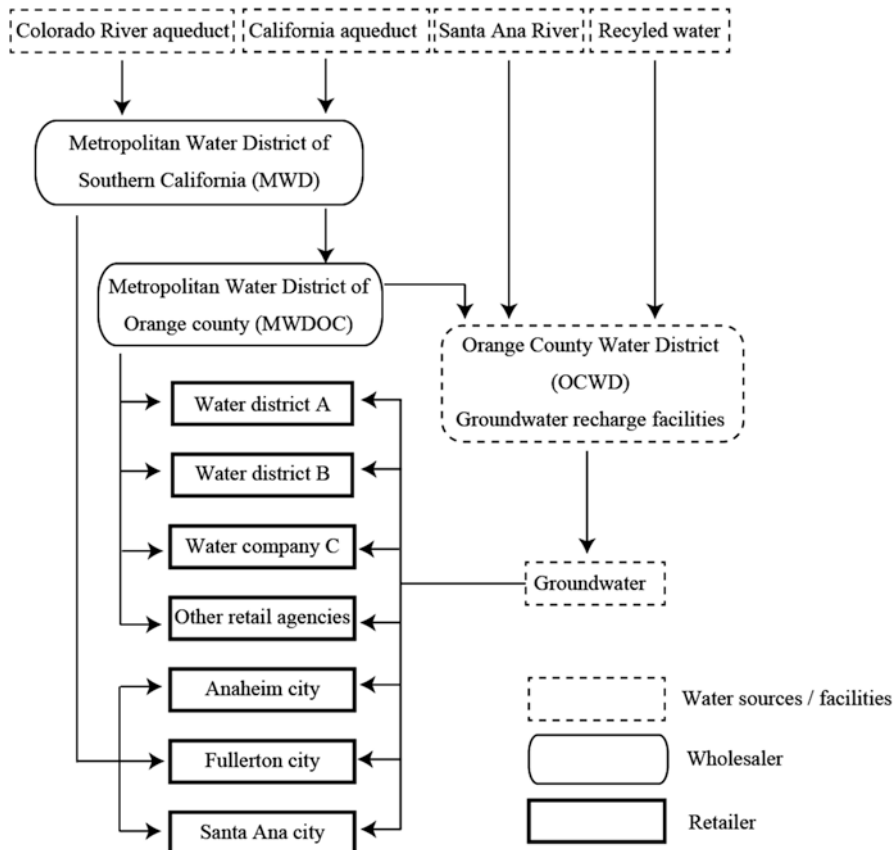 Colorado River aqueduct
California aqueduct
Santa Ana River
Recyled water
Metropolitan Water District of
Southern California (MWD)
Metropolitan Water District of
Orange county (MWDOC)
Orange County Water District
(OCWD)
Groundwater recharge facilities
Water district A
Water district B
Water company C
Other retail agencies
Anaheim city
Fullerton city
Santa Ana city
Groundwater
Water sources / facilities
Wholesaler
Retailer